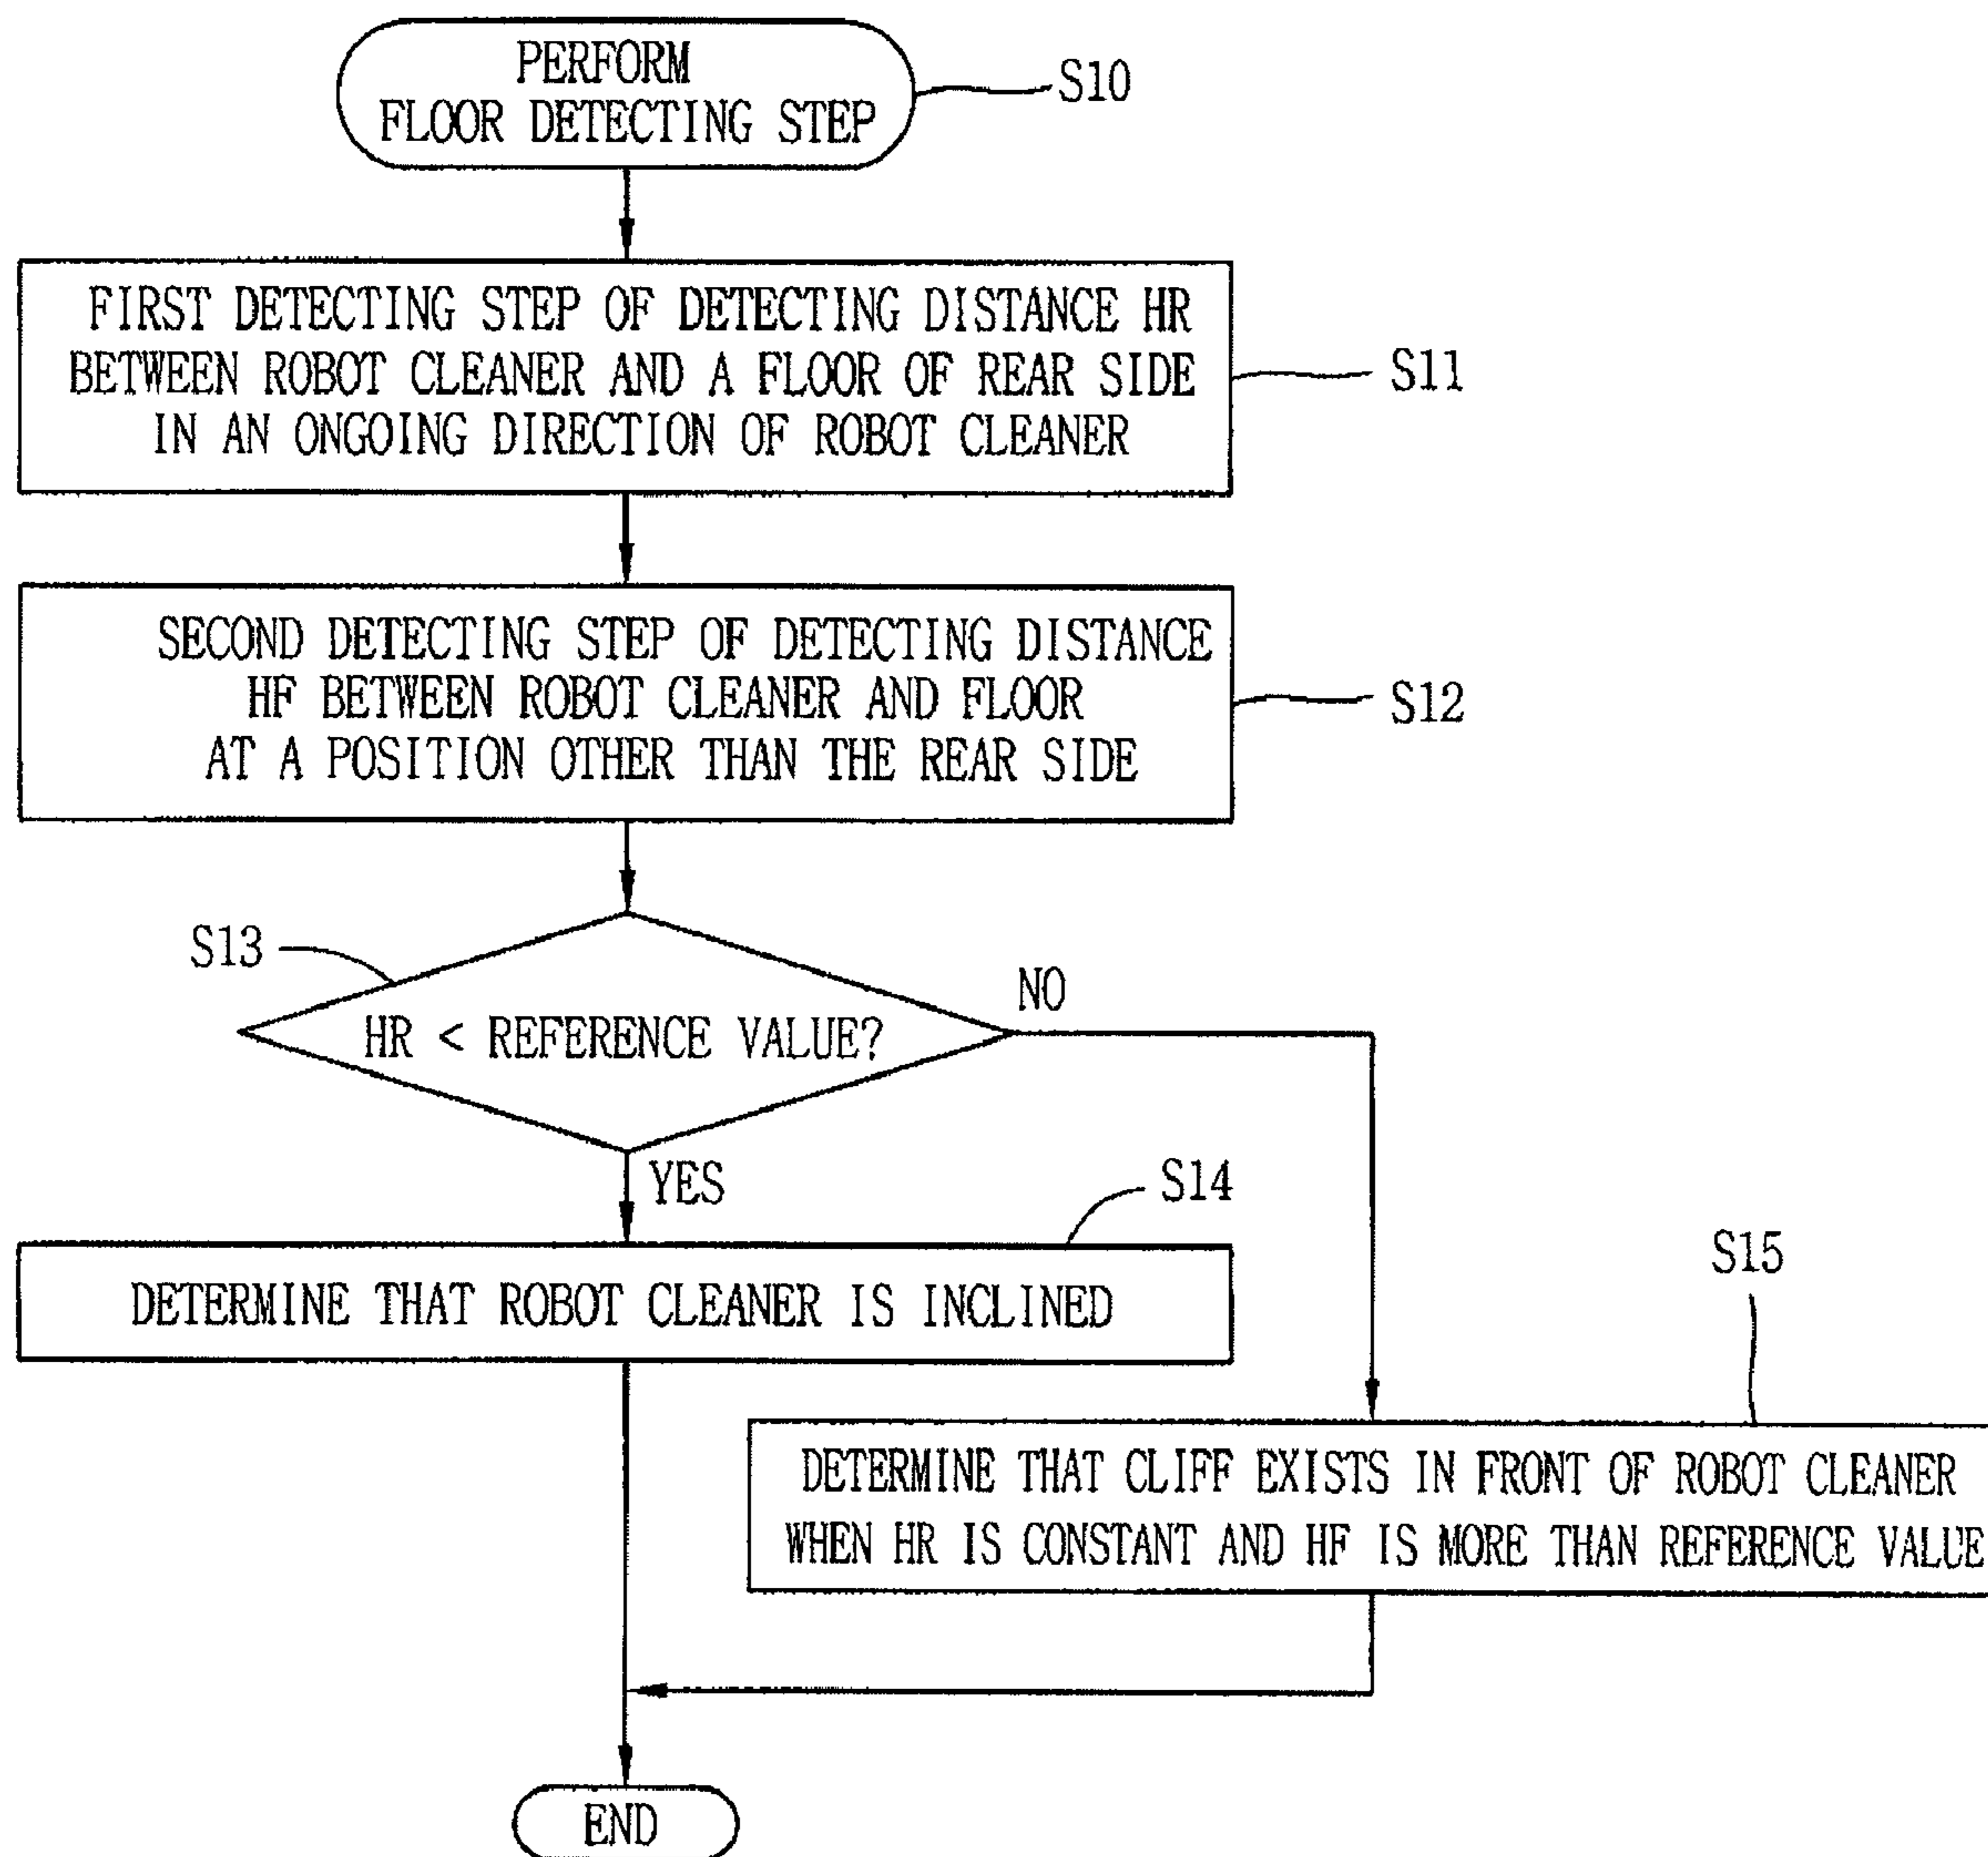 PERFORM
FLOOR DETECTING STEP
S10
FIRST DETECTING STEP OF DETECTING DISTANCE HR
BETWEEN ROBOT CLEANER AND A FLOOR OF REAR SIDE
IN AN ONGOING DIRECTION OF ROBOT CLEANER
S11
SECOND DETECTING STEP OF DETECTING DISTANCE
HF BETWEEN ROBOT CLEANER AND FLOOR
AT A POSITION OTHER THAN THE REAR SIDE
S12
S13
HR < REFERENCE VALUE?
NO
YES
S14
DETERMINE THAT ROBOT CLEANER IS INCLINED
S15
DETERMINE THAT CLIFF EXISTS IN FRONT OF ROBOT CLEANER
WHEN HR IS CONSTANT AND HF IS MORE THAN REFERENCE VALUE
END